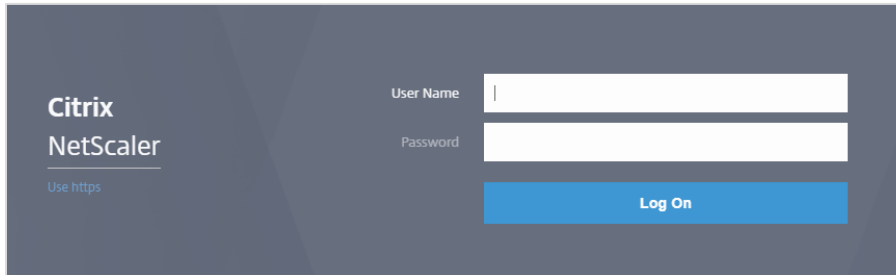 Citrix
NetScaler
Use https
User Name
Password
Log On